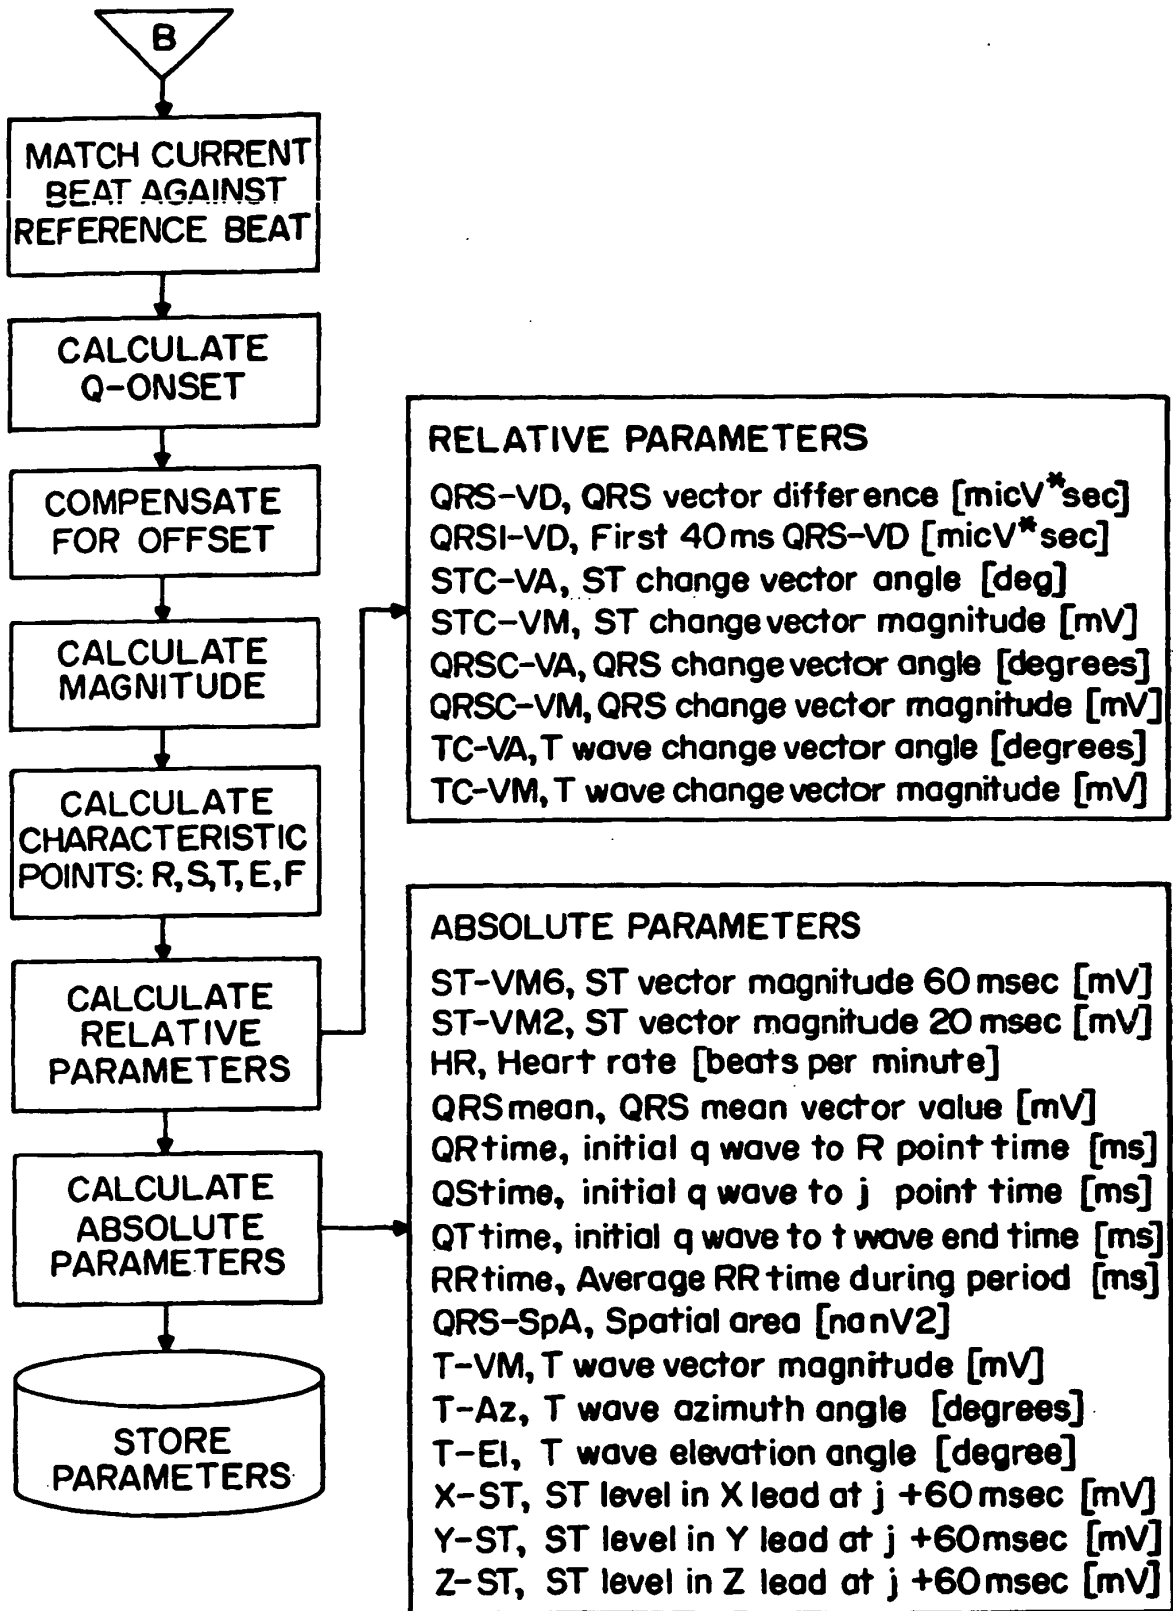 B
MATCH CURRENT
BEAT AGAINST
REFERENCE BEAT
CALCULATE
Q-ONSET
COMPENSATE
FOR OFFSET
CALCULATE
MAGNITUDE
CALCULATE
CHARACTERISTIC
POINTS: R,S,T,E,F
CALCULATE
RELATIVE
PARAMETERS
CALCULATE
ABSOLUTE
PARAMETERS
STORE
PARAMETERS
RELATIVE PARAMETERS
QRS-VD, QRS vector difference [micV*sec]
QRSI-VD, First 40ms QRS-VD [micV*sec]
STC-VA, ST change vector angle [deg]
STC-VM, ST change vector magnitude [mV]
QRSC-VA, QRS change vector angle [degrees]
QRSC-VM, QRS change vector magnitude [mV]
TC-VA, T wave change vector angle [degrees]
TC-VM, T wave change vector magnitude [mV]
ABSOLUTE PARAMETERS
ST-VM6, ST vector magnitude 60 msec [mV]
ST-VM2, ST vector magnitude 20 msec [mV]
HR, Heart rate [beats per minute]
QRSmean, QRS mean vector value [mV]
QRtime, initial q wave to R point time [ms]
QStime, initial q wave to j point time [ms]
QTtime, initial q wave to t wave end time [ms]
RRtime, Average RR time during period [ms]
QRS-SpA, Spatial area [nanV2]
T-VM, T wave vector magnitude [mV]
T-Az, T wave azimuth angle [degrees]
T-El, T wave elevation angle [degree]
X-ST, ST level in X lead at j +60 msec [mV]
Y-ST, ST level in Y lead at j +60msec [mV]
Z-ST, ST level in Z lead at j +60msec [mV]